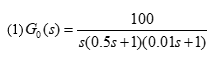 (1) G₀(s) = 100 / s(0.5s+1)(0.01s+1)